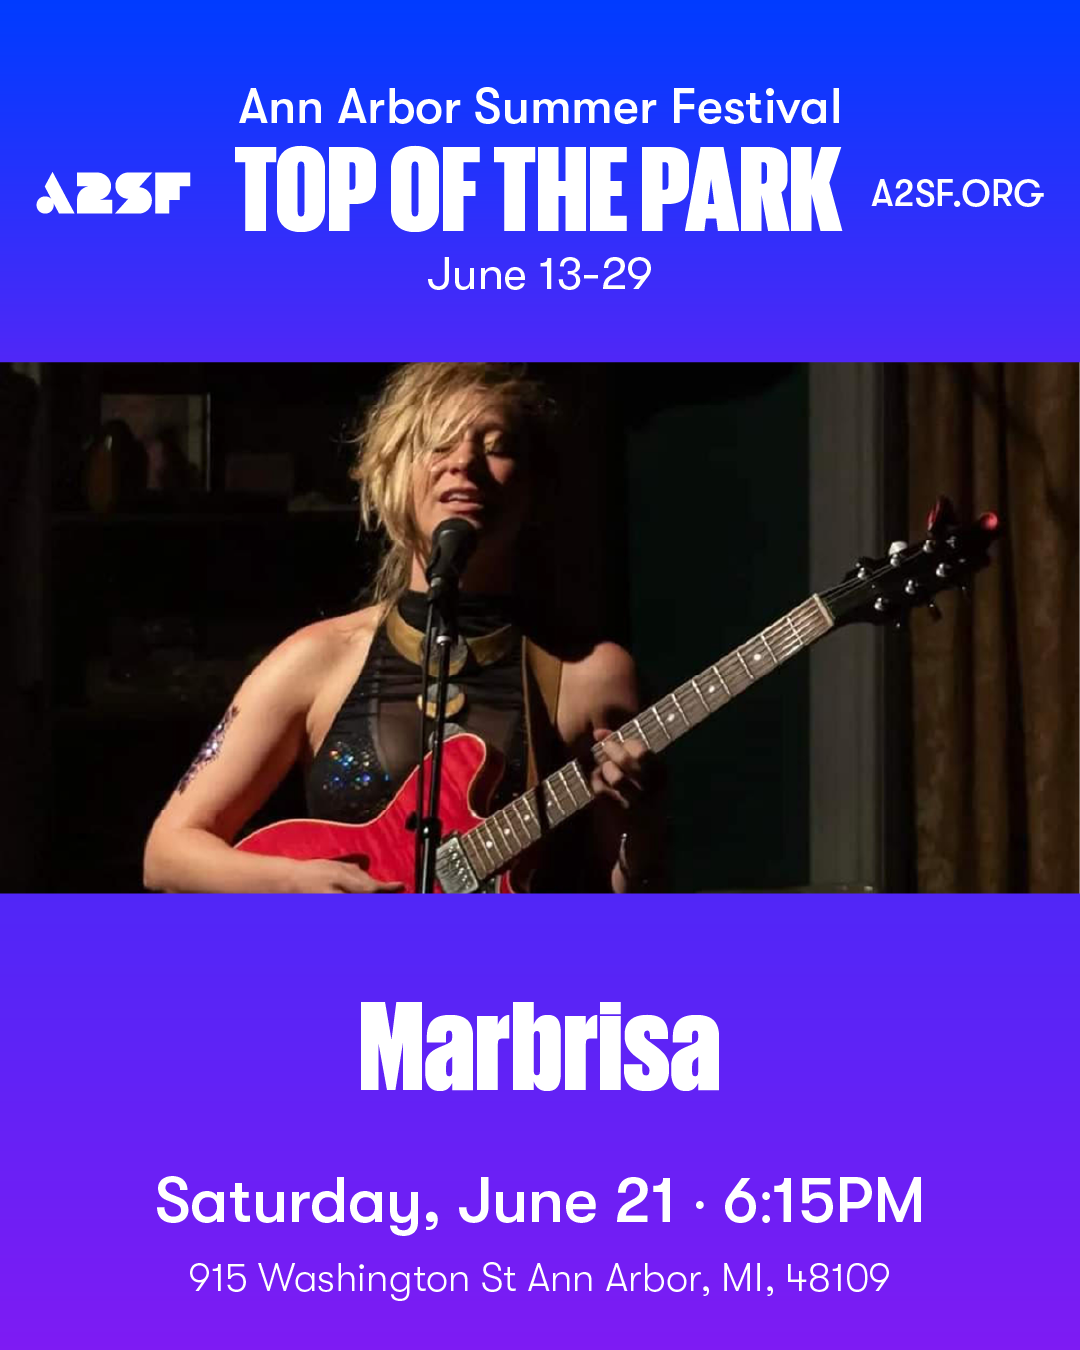 Ann Arbor Summer Festival
A2SF
TOP OF THE PARK
A2SF.ORG
June 13-29
Marbrisa
Saturday, June 21 · 6:15PM
915 Washington St Ann Arbor, MI, 48109